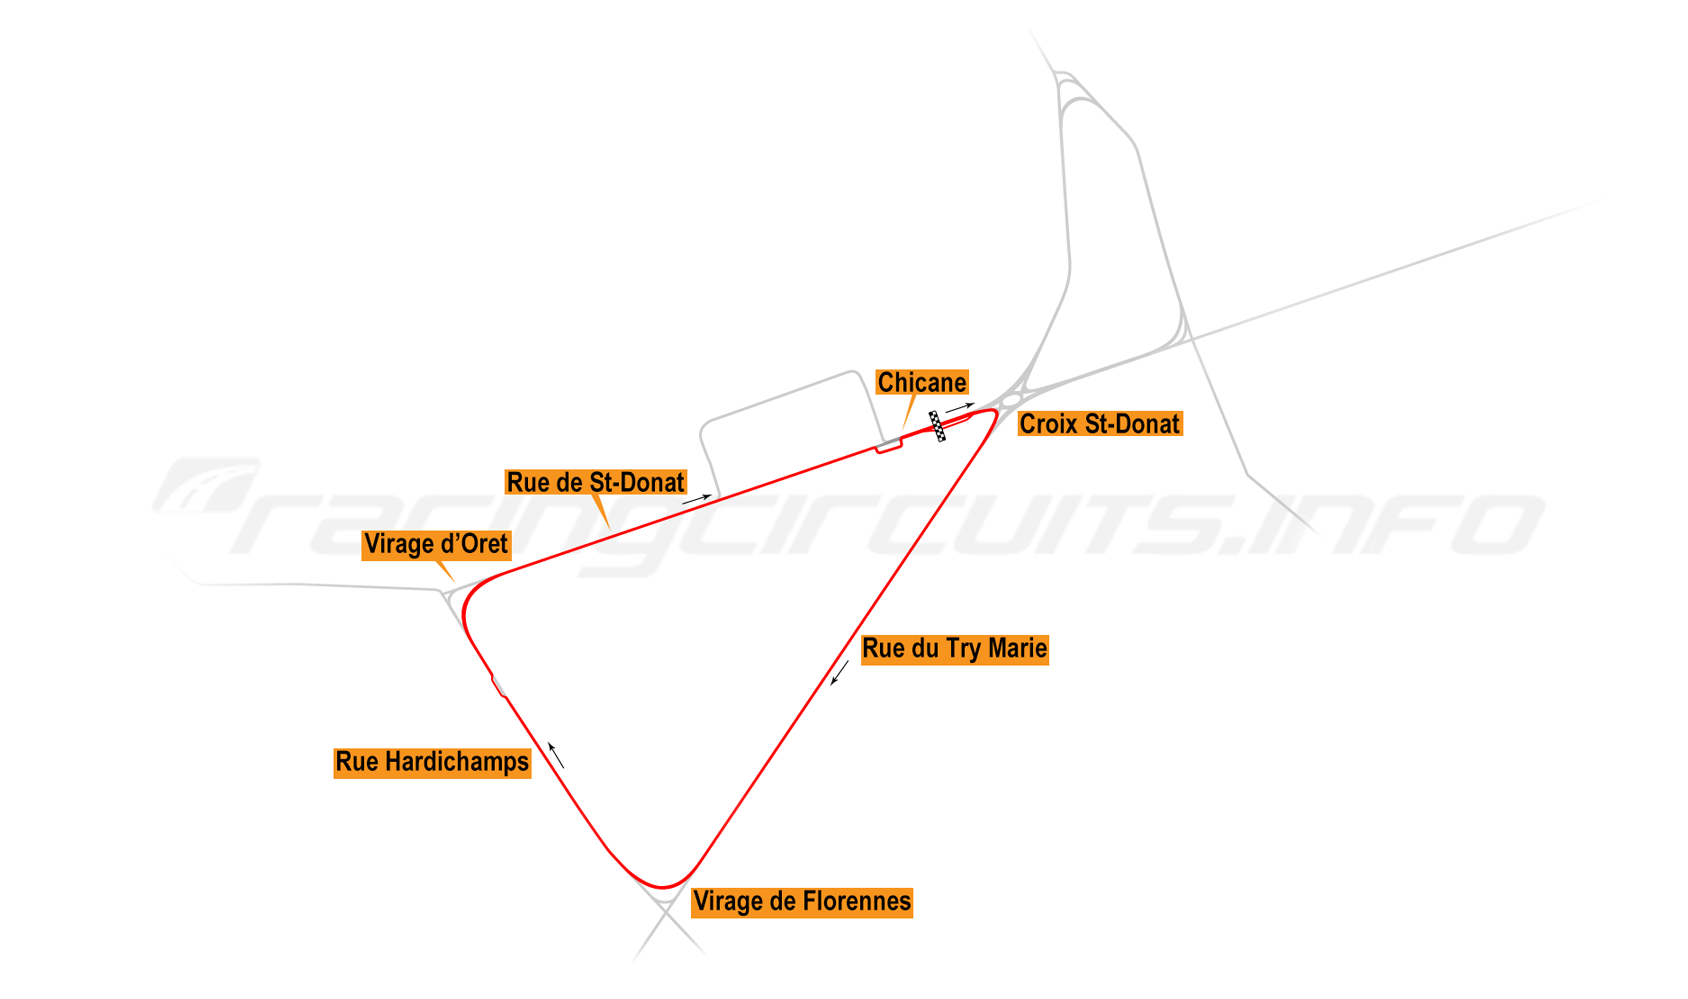 Chicane
Croix St-Donat
Rue de St-Donat
racingcircuits.info
Virage d’Oret
Rue du Try Marie
Rue Hardichamps
Virage de Florennes